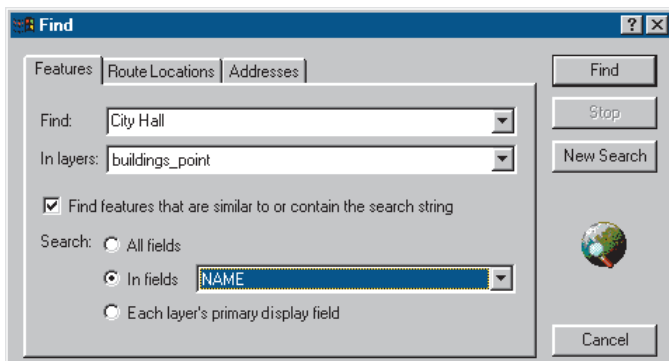 Find
Features Route Locations Addresses
Find
Find: City Hall
Stop
In layers: buildings_point
New Search
Find features that are similar to or contain the search string
Search: All fields
In fields NAME
Each layer's primary display field
Cancel